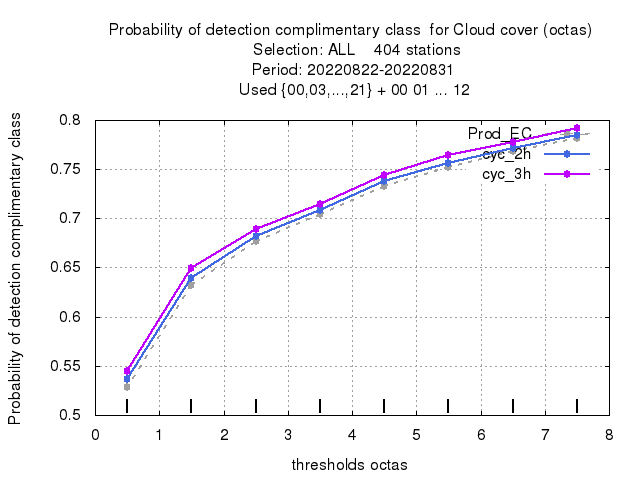 Probability of detection complimentary class  for Cloud cover (octas)
Selection: ALL    404 stations
Period: 20220822-20220831
Used {00,03,...,21} + 00 01 ... 12
Probability of detection complimentary class
0.8
0.75
0.7
0.65
0.6
0.55
0.5
Prod_EC
cyc_2h
cyc_3h
0 1 2 3 4 5 6 7 8
thresholds octas